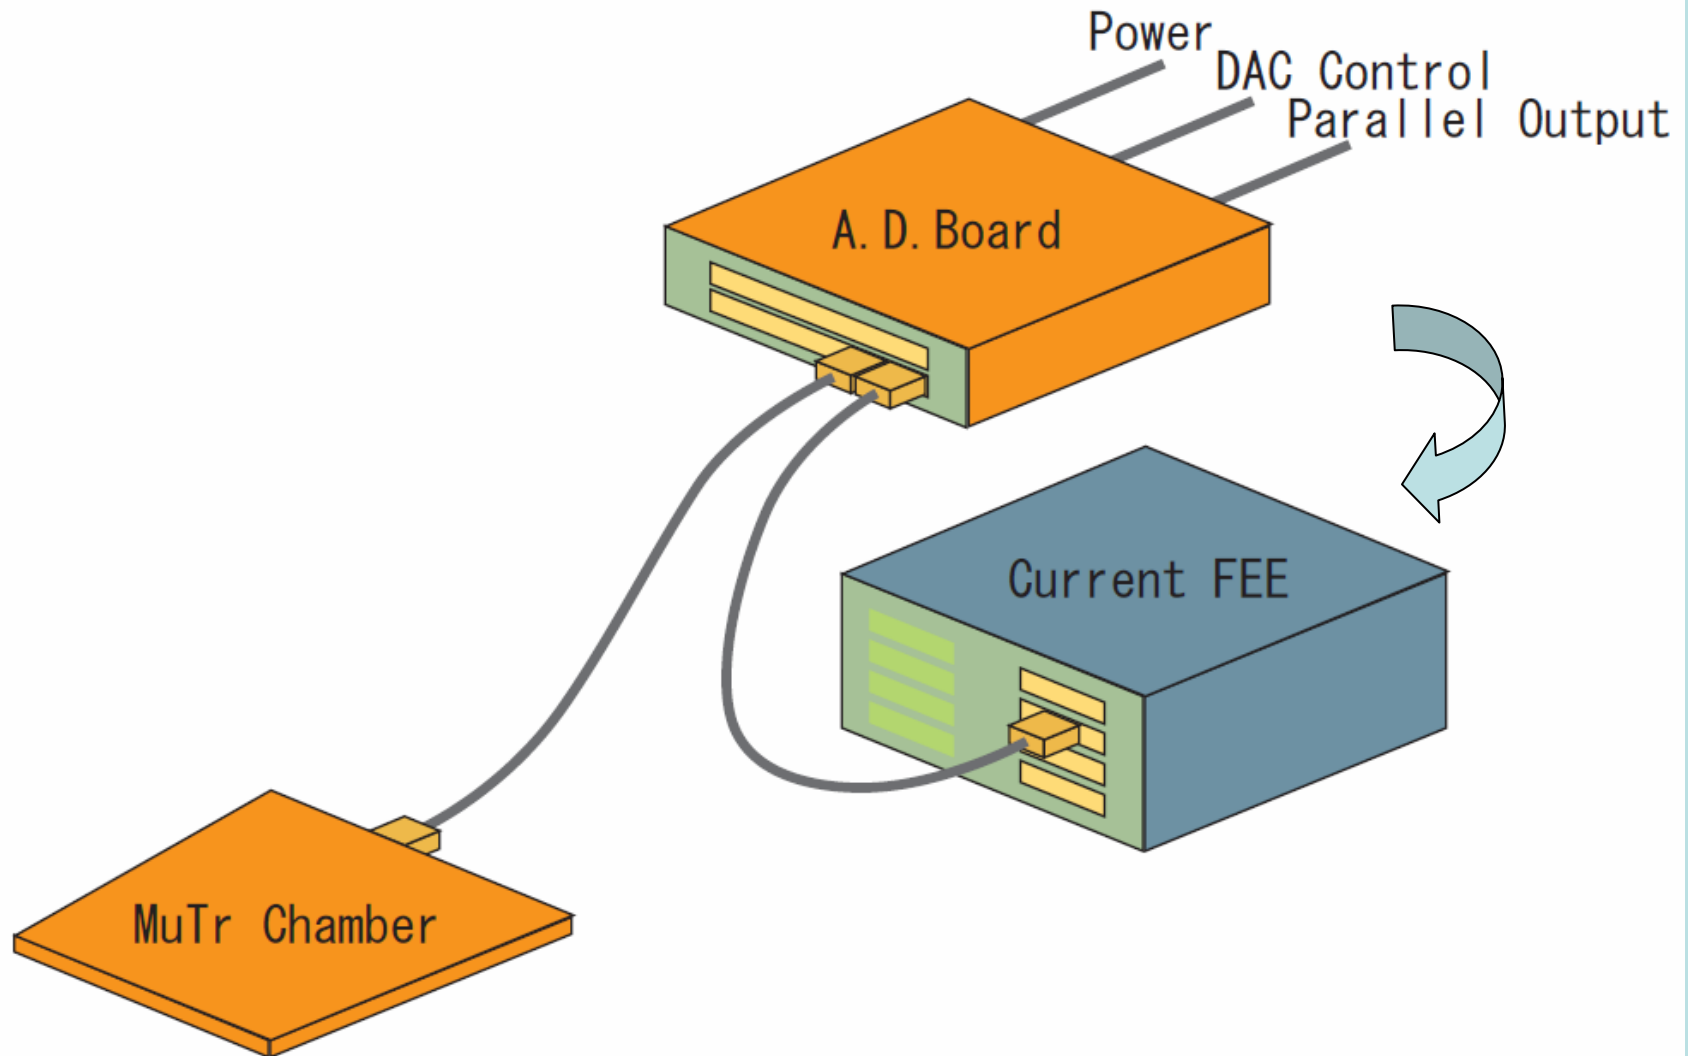 Power
DAC Control
Parallel Output
A.D.Board
Current FEE
MuTr Chamber